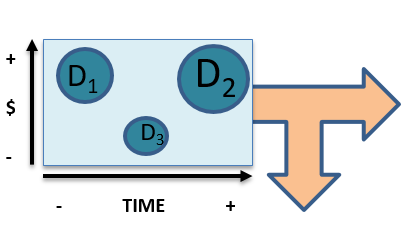 +
D1
D2
$
D3
-
- TIME +